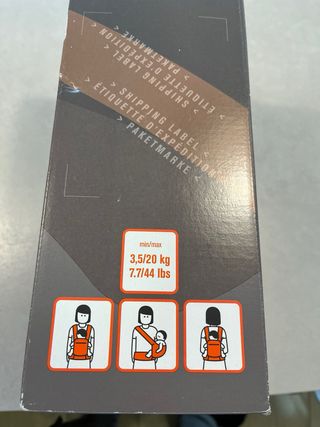 > PAKETMARKE <
> ÉTIQUETTE D'EXPÉDITION <
> SHIPPING LABEL <
> SHIPPING LABEL <
> ÉTIQUETTE D'EXPÉDITION
> PAKETMARKE <
min/max
3,5/20 kg
7.7/44 lbs